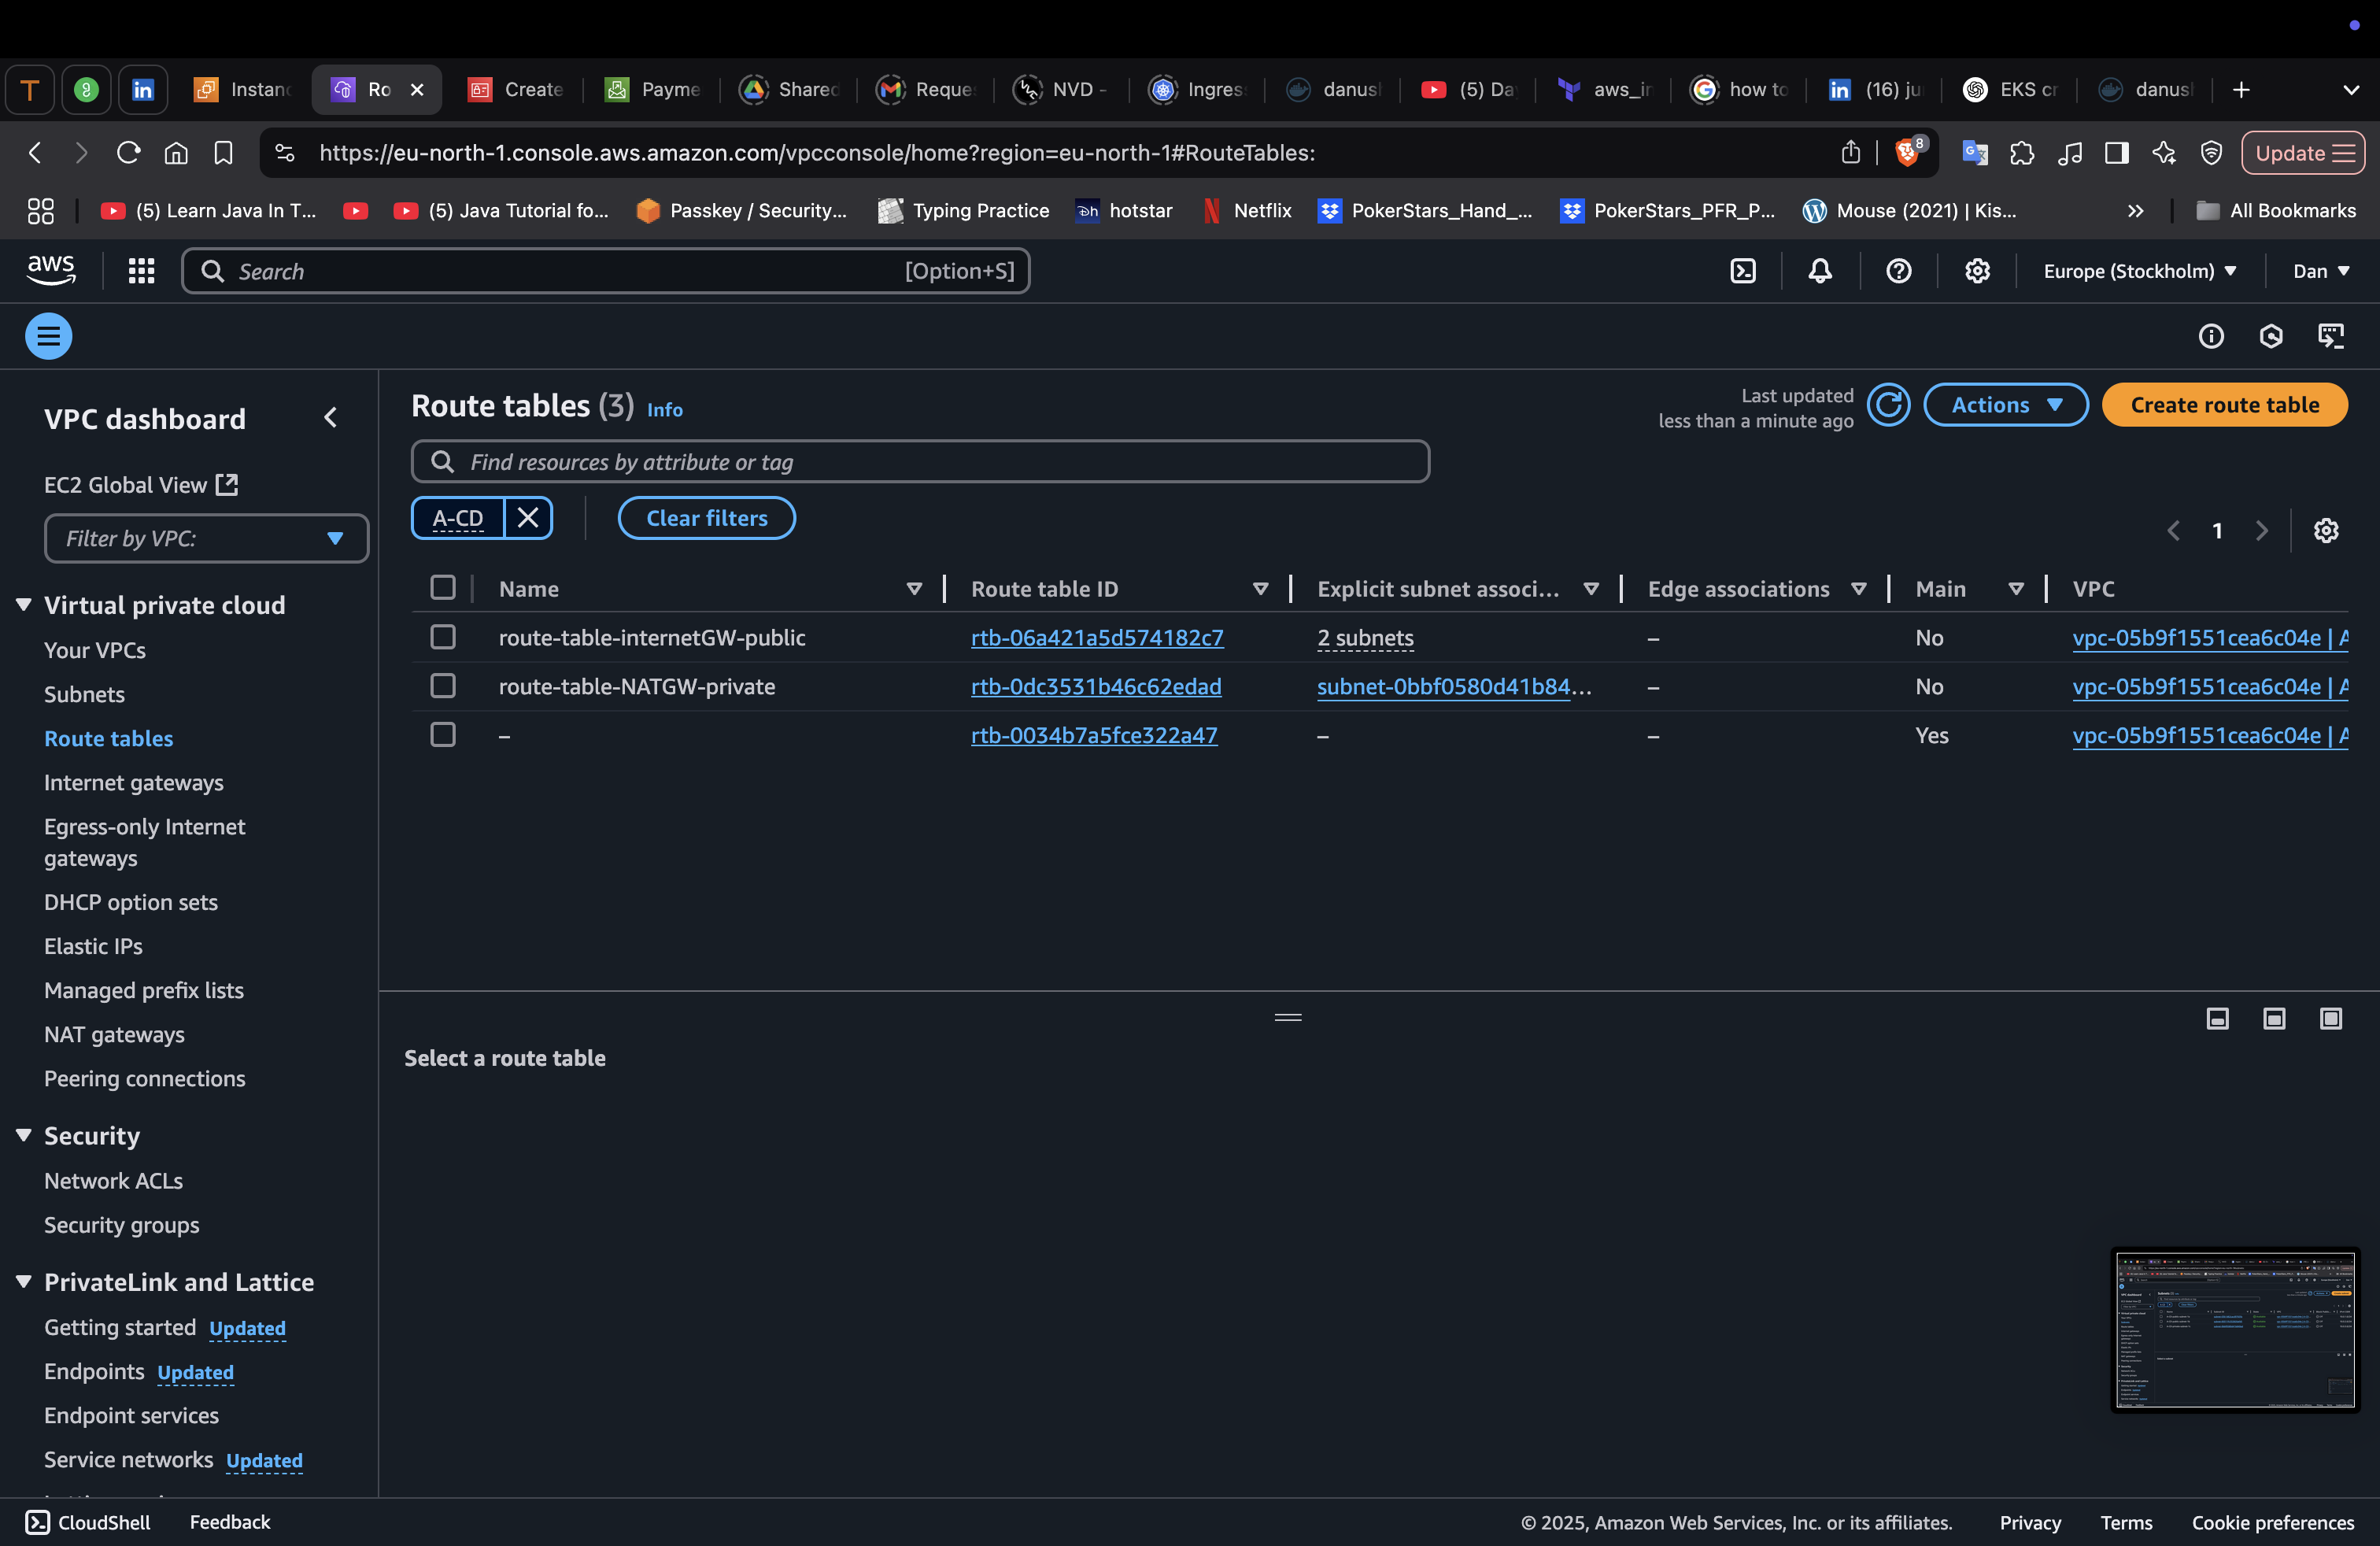 T
in
Instanc
Ro
Create
Payme
Shared
Reque
NVD -
Ingress
danush
(5) Da
aws_in
how to
in
(16) ju
EKS cr
danush
https://eu-north-1.console.aws.amazon.com/vpcconsole/home?region=eu-north-1#RouteTables:
8
Update
(5) Learn Java In T...
(5) Java Tutorial fo...
Passkey / Security...
Typing Practice
hotstar
Netflix
PokerStars_Hand_...
PokerStars_PFR_P...
Mouse (2021) | Kis...
All Bookmarks
aws
Search
[Option+S]
Europe (Stockholm)
Dan
VPC dashboard
EC2 Global View
Filter by VPC:
Virtual private cloud
Your VPCs
Subnets
Route tables
Internet gateways
Egress-only Internet
gateways
DHCP option sets
Elastic IPs
Managed prefix lists
NAT gateways
Peering connections
Security
Network ACLs
Security groups
PrivateLink and Lattice
Getting started Updated
Endpoints Updated
Endpoint services
Service networks Updated
Route tables (3) Info
Last updated
less than a minute ago
Actions
Create route table
Find resources by attribute or tag
A-CD
Clear filters
1
Name Route table ID Explicit subnet associ... Edge associations Main VPC
route-table-internetGW-public rtb-06a421a5d574182c7 2 subnets – No vpc-05b9f1551cea6c04e | A
route-table-NATGW-private rtb-0dc3531b46c62edad subnet-0bbf0580d41b84... – No vpc-05b9f1551cea6c04e | A
– rtb-0034b7a5fce322a47 – – Yes vpc-05b9f1551cea6c04e | A
Select a route table
CloudShell
Feedback
© 2025, Amazon Web Services, Inc. or its affiliates.
Privacy
Terms
Cookie preferences